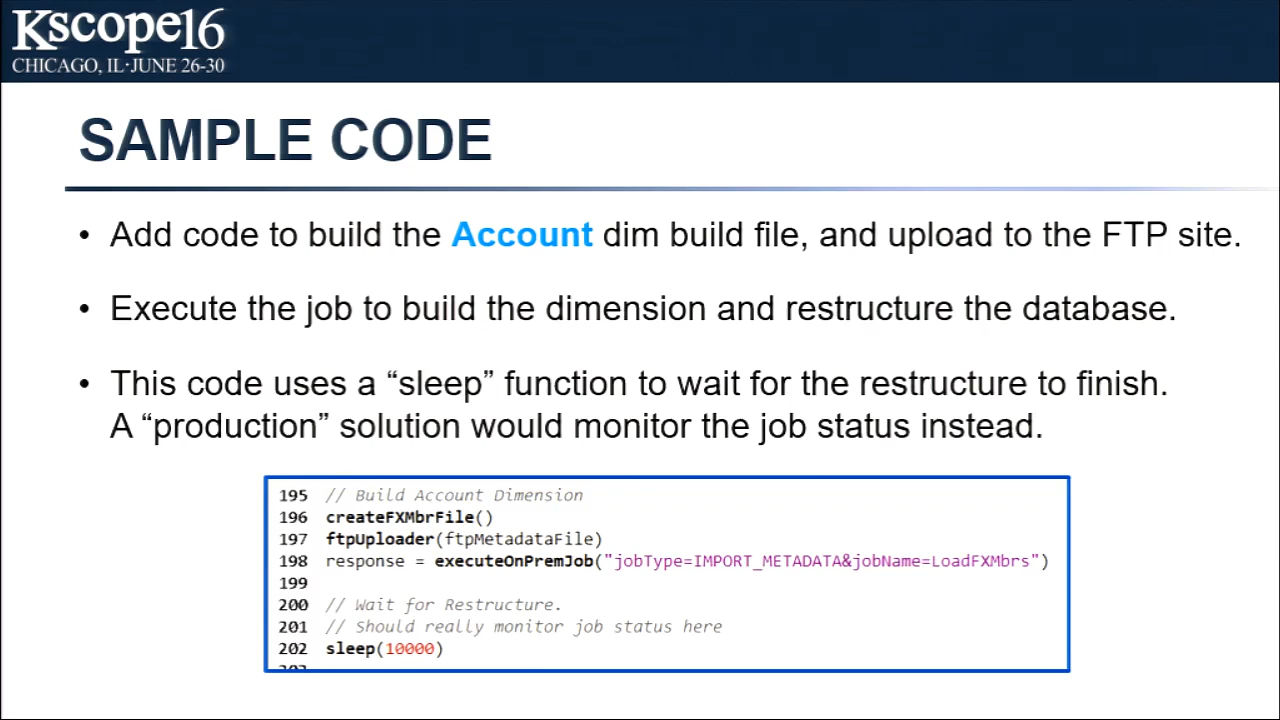 Kscope16
CHICAGO, IL·JUNE 26-30
SAMPLE CODE
• Add code to build the Account dim build file, and upload to the FTP site.
• Execute the job to build the dimension and restructure the database.
• This code uses a “sleep” function to wait for the restructure to finish.
A “production” solution would monitor the job status instead.
195 // Build Account Dimension
196 createFXMbrFile()
197 ftpUploader(ftpMetadataFile)
198 response = executeOnPremJob("jobType=IMPORT_METADATA&jobName=LoadFXMbrs")
199
200 // Wait for Restructure.
201 // Should really monitor job status here
202 sleep(10000)